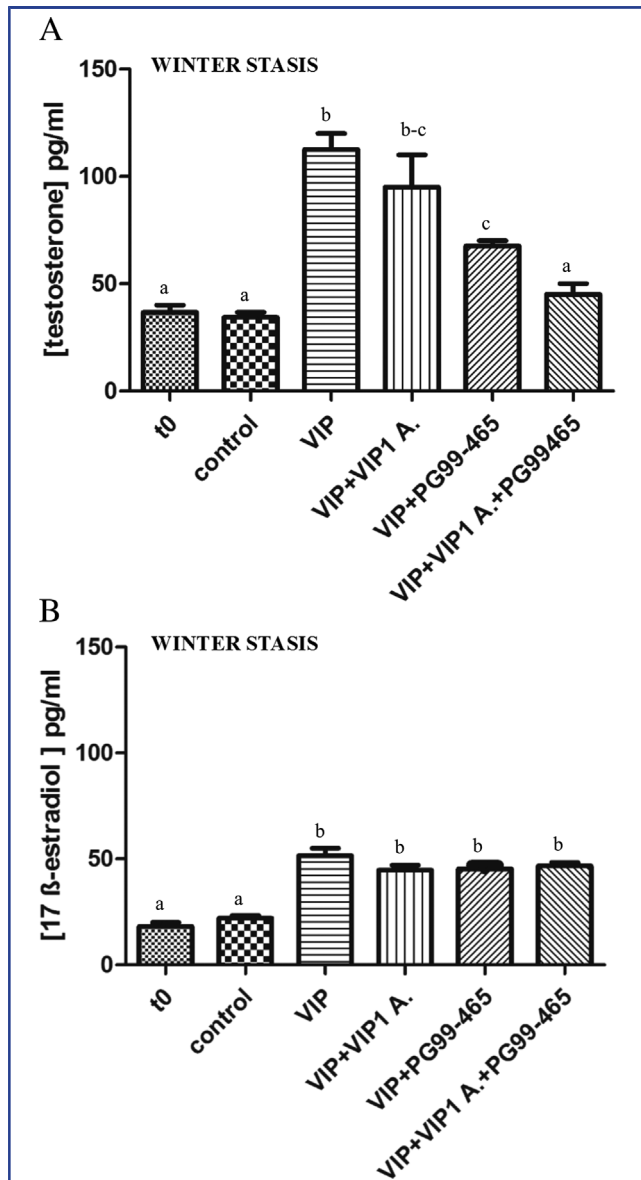 A
WINTER STASIS
[testosterone] pg/ml
150
100
50
0
a
a
b
b-c
c
a
t0
control
VIP
VIP+VIP1 A.
VIP+PG99-465
VIP+VIP1 A.+PG99465
B
WINTER STASIS
[17 ß-estradiol ] pg/ml
150
100
50
0
a
a
b
b
b
b
t0
control
VIP
VIP+VIP1 A.
VIP+PG99-465
VIP+VIP1 A.+PG99-465